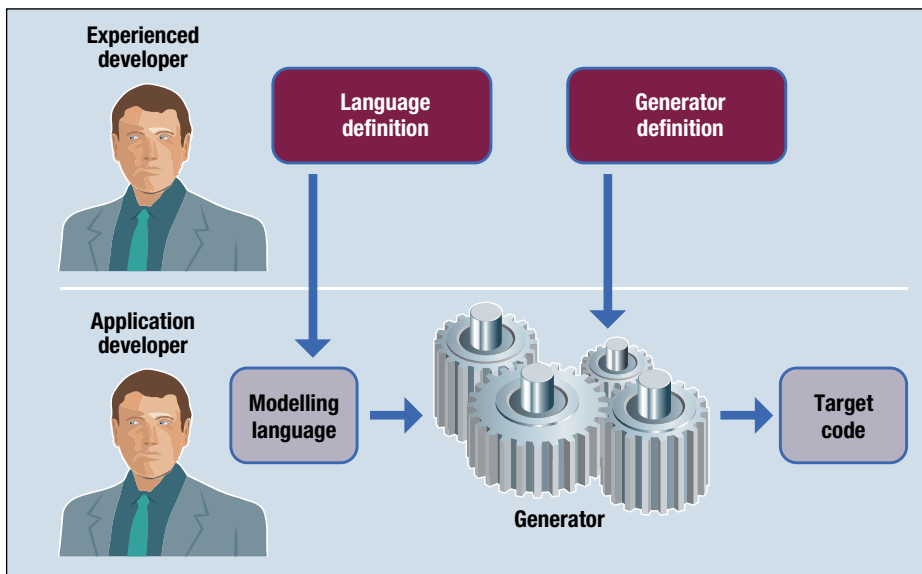 Experienced
developer
Language
definition
Generator
definition
Application
developer
Modelling
language
Generator
Target
code